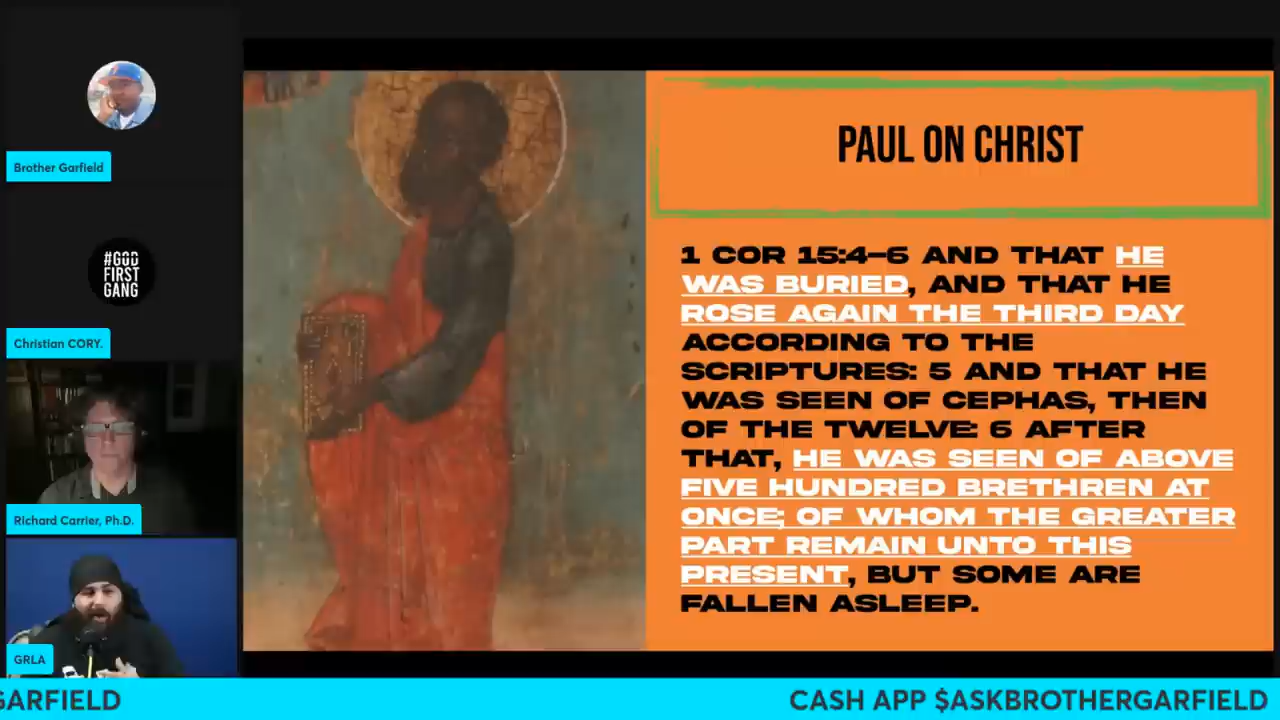 Brother Garfield
#GOD
FIRST
GANG
Christian CORY.
Richard Carrier, Ph.D.
GRLA
PAUL ON CHRIST
1 COR 15:4–6 AND THAT HE
WAS BURIED, AND THAT HE
ROSE AGAIN THE THIRD DAY
ACCORDING TO THE
SCRIPTURES: 5 AND THAT HE
WAS SEEN OF CEPHAS, THEN
OF THE TWELVE: 6 AFTER
THAT, HE WAS SEEN OF ABOVE
FIVE HUNDRED BRETHREN AT
ONCE; OF WHOM THE GREATER
PART REMAIN UNTO THIS
PRESENT, BUT SOME ARE
FALLEN ASLEEP.
GARFIELD
CASH APP $ASKBROTHERGARFIELD